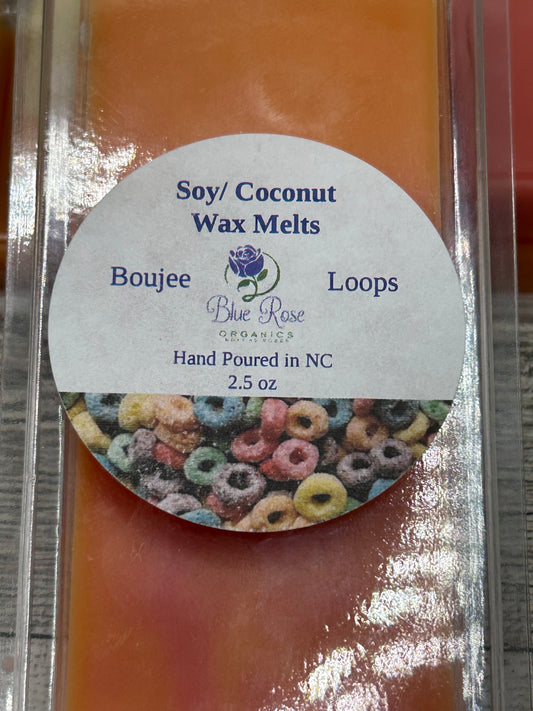 Soy/ Coconut
Wax Melts
Boujee Loops
Blue Rose
ORGANICS
Hand Poured in NC
2.5 oz